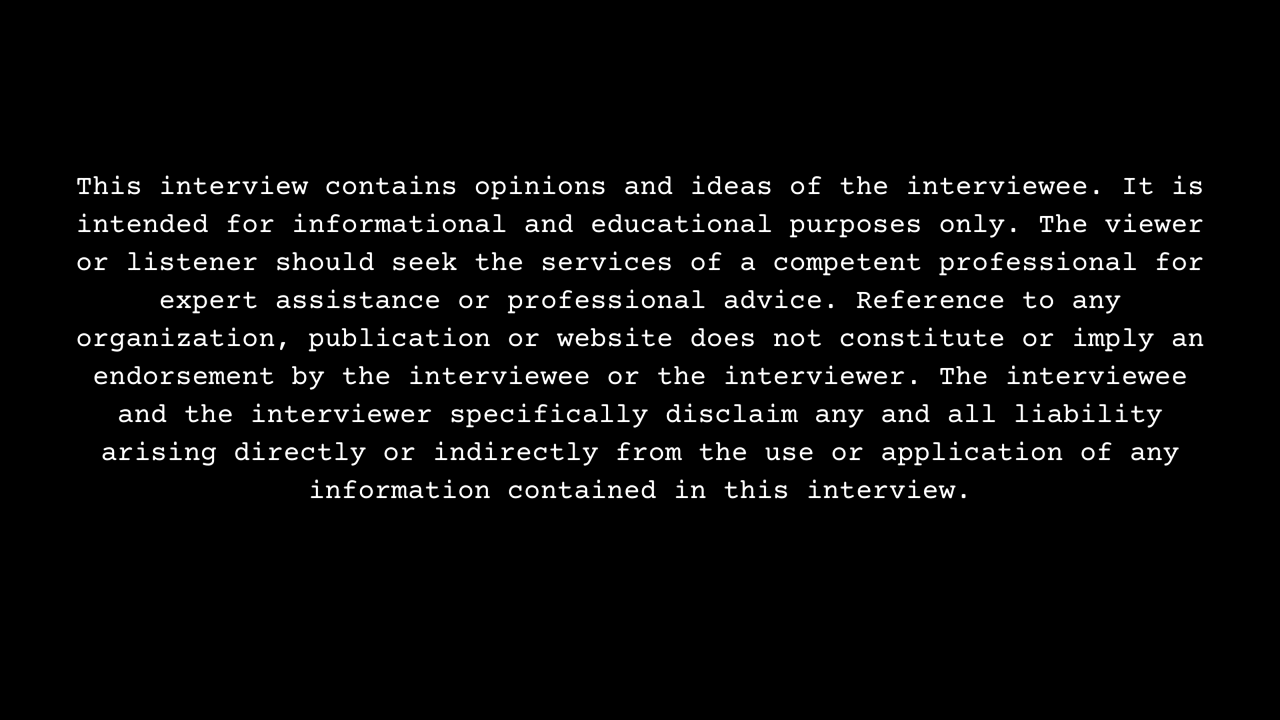 This interview contains opinions and ideas of the interviewee. It is
intended for informational and educational purposes only. The viewer
or listener should seek the services of a competent professional for
expert assistance or professional advice. Reference to any
organization, publication or website does not constitute or imply an
endorsement by the interviewee or the interviewer. The interviewee
and the interviewer specifically disclaim any and all liability
arising directly or indirectly from the use or application of any
information contained in this interview.